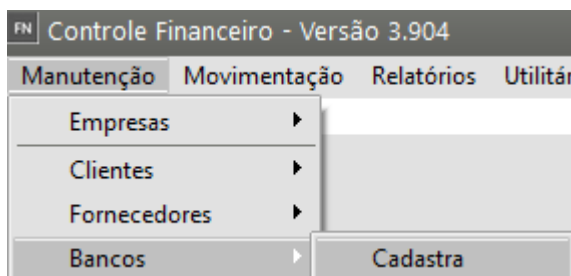 FN Controle Financeiro - Versão 3.904
Manutenção Movimentação Relatórios
Empresas
Clientes
Fornecedores
Bancos Cadastra